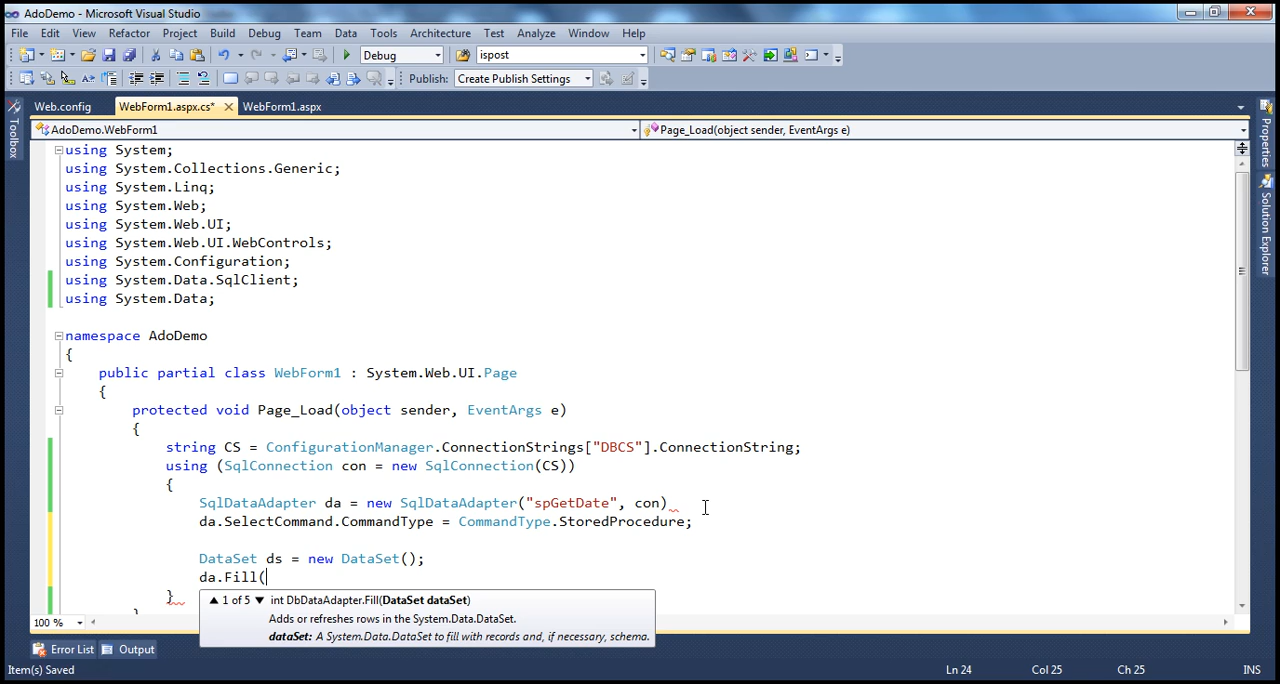 AdoDemo - Microsoft Visual Studio
File Edit View Refactor Project Build Debug Team Data Tools Architecture Test Analyze Window Help
Debug ispost
Publish: Create Publish Settings
Web.config WebForm1.aspx.cs* WebForm1.aspx
AdoDemo.WebForm1 Page_Load(object sender, EventArgs e)
Toolbox
Properties
Solution Explorer
using System;
using System.Collections.Generic;
using System.Linq;
using System.Web;
using System.Web.UI;
using System.Web.UI.WebControls;
using System.Configuration;
using System.Data.SqlClient;
using System.Data;
namespace AdoDemo
{
public partial class WebForm1 : System.Web.UI.Page
{
protected void Page_Load(object sender, EventArgs e)
{
string CS = ConfigurationManager.ConnectionStrings["DBCS"].ConnectionString;
using (SqlConnection con = new SqlConnection(CS))
{
SqlDataAdapter da = new SqlDataAdapter("spGetDate", con)
da.SelectCommand.CommandType = CommandType.StoredProcedure;
DataSet ds = new DataSet();
da.Fill(
}
▲ 1 of 5 ▼ int DbDataAdapter.Fill(DataSet dataSet)
Adds or refreshes rows in the System.Data.DataSet.
dataSet: A System.Data.DataSet to fill with records and, if necessary, schema.
}
100 %
Error List Output
Item(s) Saved Ln 24 Col 25 Ch 25 INS